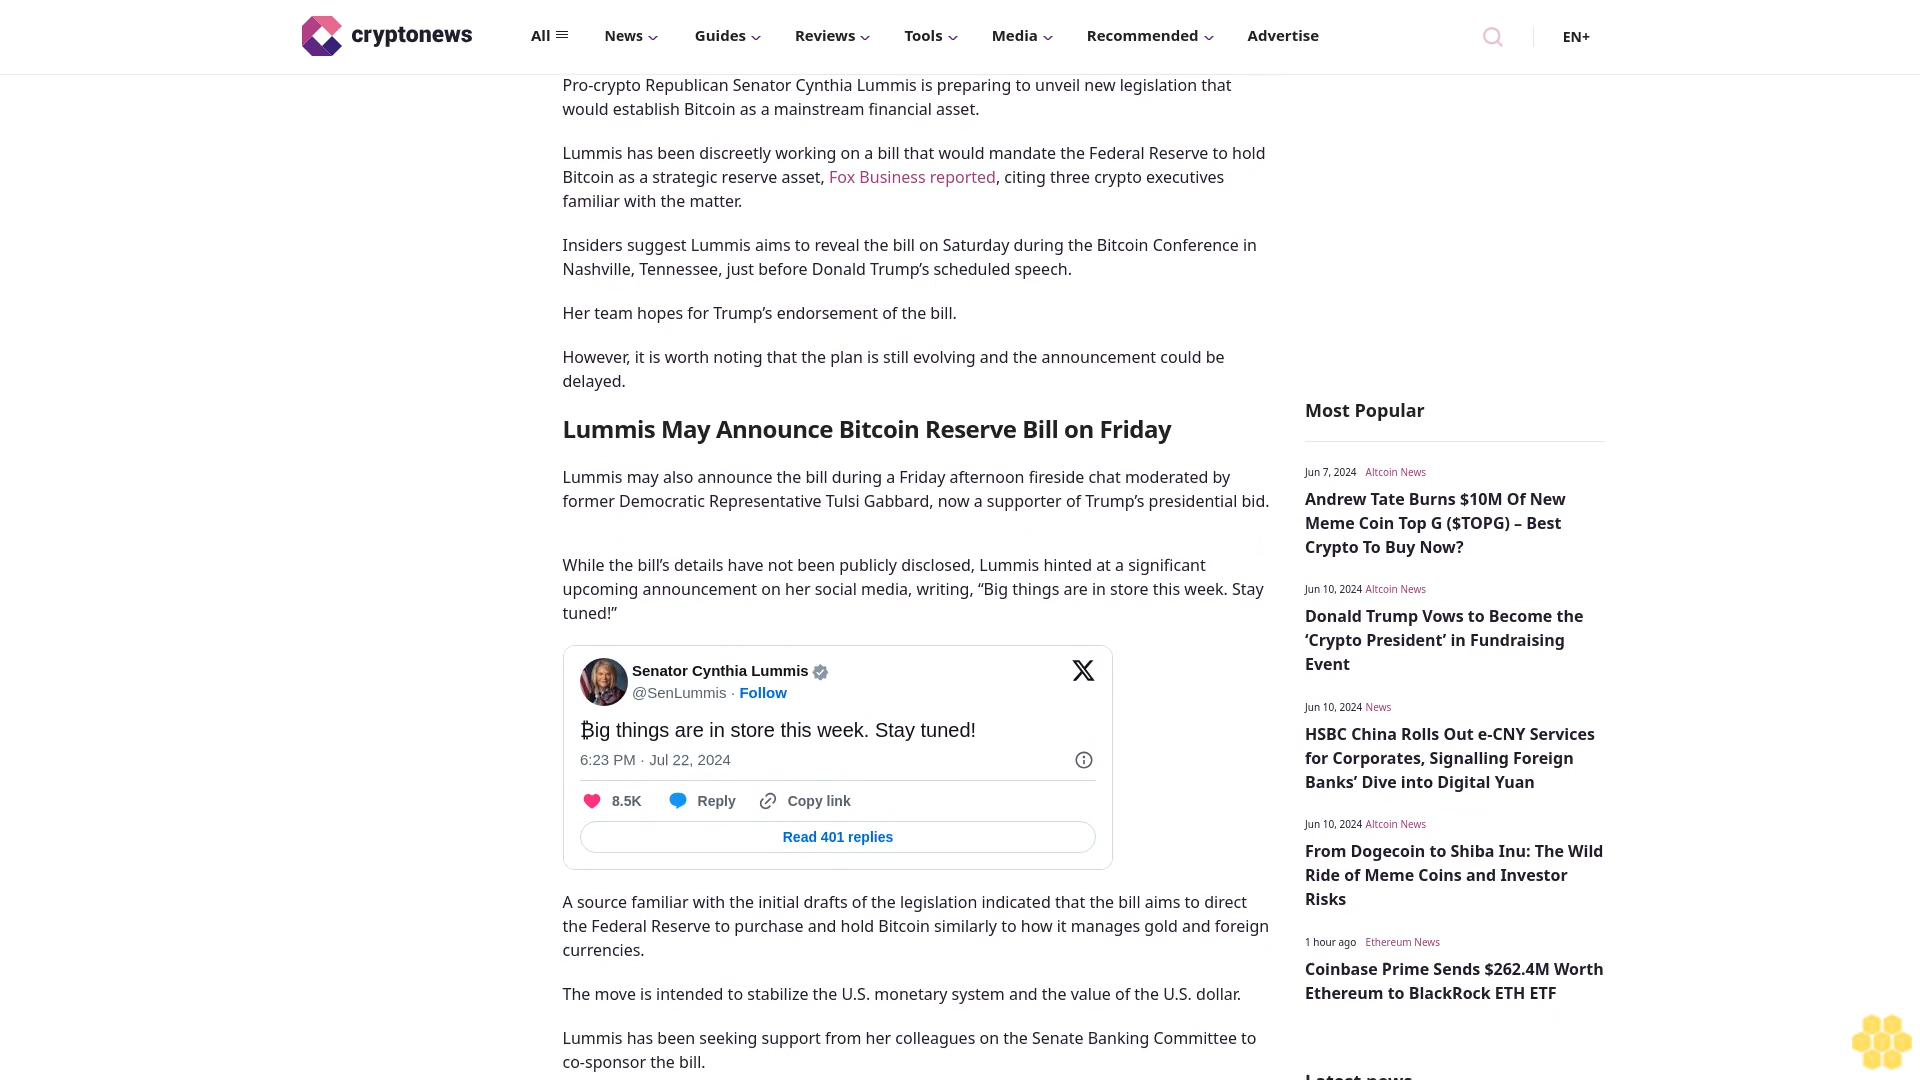 cryptonews
All
News
Guides
Reviews
Tools
Media
Recommended
Advertise
EN+
Pro-crypto Republican Senator Cynthia Lummis is preparing to unveil new legislation that
would establish Bitcoin as a mainstream financial asset.
Lummis has been discreetly working on a bill that would mandate the Federal Reserve to hold
Bitcoin as a strategic reserve asset, Fox Business reported, citing three crypto executives
familiar with the matter.
Insiders suggest Lummis aims to reveal the bill on Saturday during the Bitcoin Conference in
Nashville, Tennessee, just before Donald Trump’s scheduled speech.
Her team hopes for Trump’s endorsement of the bill.
However, it is worth noting that the plan is still evolving and the announcement could be
delayed.
Lummis May Announce Bitcoin Reserve Bill on Friday
Lummis may also announce the bill during a Friday afternoon fireside chat moderated by
former Democratic Representative Tulsi Gabbard, now a supporter of Trump’s presidential bid.
While the bill’s details have not been publicly disclosed, Lummis hinted at a significant
upcoming announcement on her social media, writing, “Big things are in store this week. Stay
tuned!”
Senator Cynthia Lummis
@SenLummis · Follow
₿ig things are in store this week. Stay tuned!
6:23 PM · Jul 22, 2024
8.5K
Reply
Copy link
Read 401 replies
A source familiar with the initial drafts of the legislation indicated that the bill aims to direct
the Federal Reserve to purchase and hold Bitcoin similarly to how it manages gold and foreign
currencies.
The move is intended to stabilize the U.S. monetary system and the value of the U.S. dollar.
Lummis has been seeking support from her colleagues on the Senate Banking Committee to
co-sponsor the bill.
Most Popular
Jun 7, 2024 Altcoin News
Andrew Tate Burns $10M Of New
Meme Coin Top G ($TOPG) – Best
Crypto To Buy Now?
Jun 10, 2024 Altcoin News
Donald Trump Vows to Become the
‘Crypto President’ in Fundraising
Event
Jun 10, 2024 News
HSBC China Rolls Out e-CNY Services
for Corporates, Signalling Foreign
Banks’ Dive into Digital Yuan
Jun 10, 2024 Altcoin News
From Dogecoin to Shiba Inu: The Wild
Ride of Meme Coins and Investor
Risks
1 hour ago Ethereum News
Coinbase Prime Sends $262.4M Worth
Ethereum to BlackRock ETH ETF
Latest news